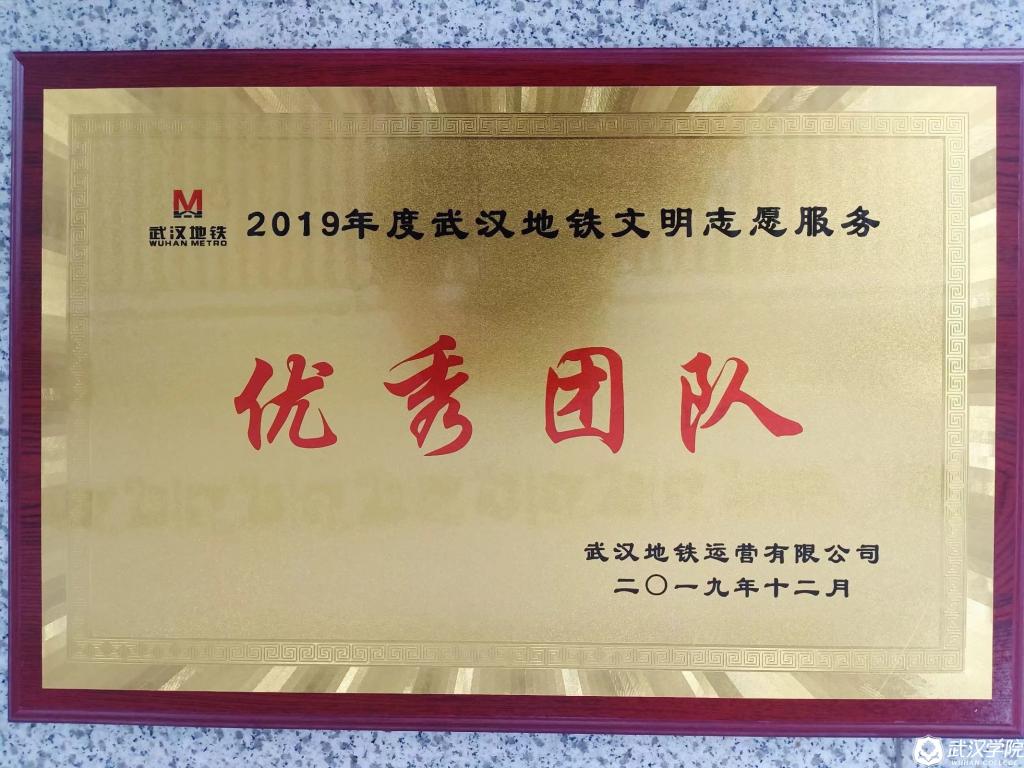 武汉地铁
WUHAN METRO
2019年度武汉地铁文明志愿服务
优秀团队
武汉地铁运营有限公司
二〇一九年十二月
武汉学院
WUHAN COLLEGE